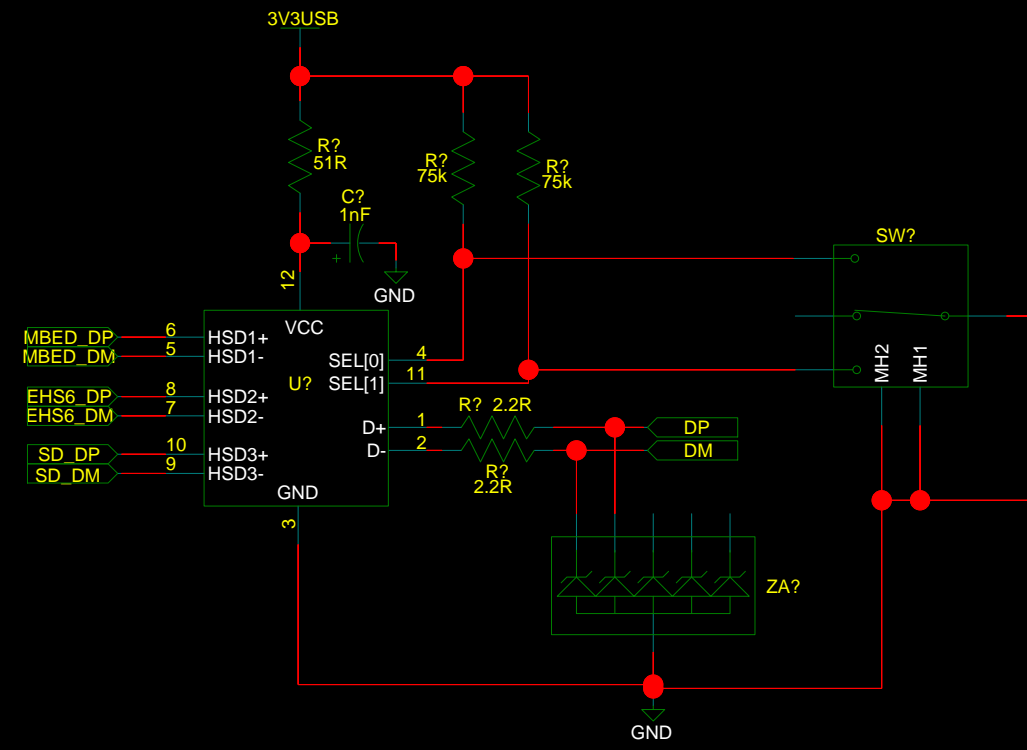 3V3USB
R?
51R
R?
75k
R?
75k
C?
1nF
+
GND
SW?
12
VCC
MBED_DP
6
HSD1+
MBED_DM
5
HSD1-
SEL[0]
4
U?
SEL[1]
11
MH2
MH1
EHS6_DP
8
HSD2+
EHS6_DM
7
HSD2-
R? 2.2R
D+
1
DP
D-
2
DM
SD_DP
10
HSD3+
SD_DM
9
HSD3-
R?
2.2R
GND
3
ZA?
GND